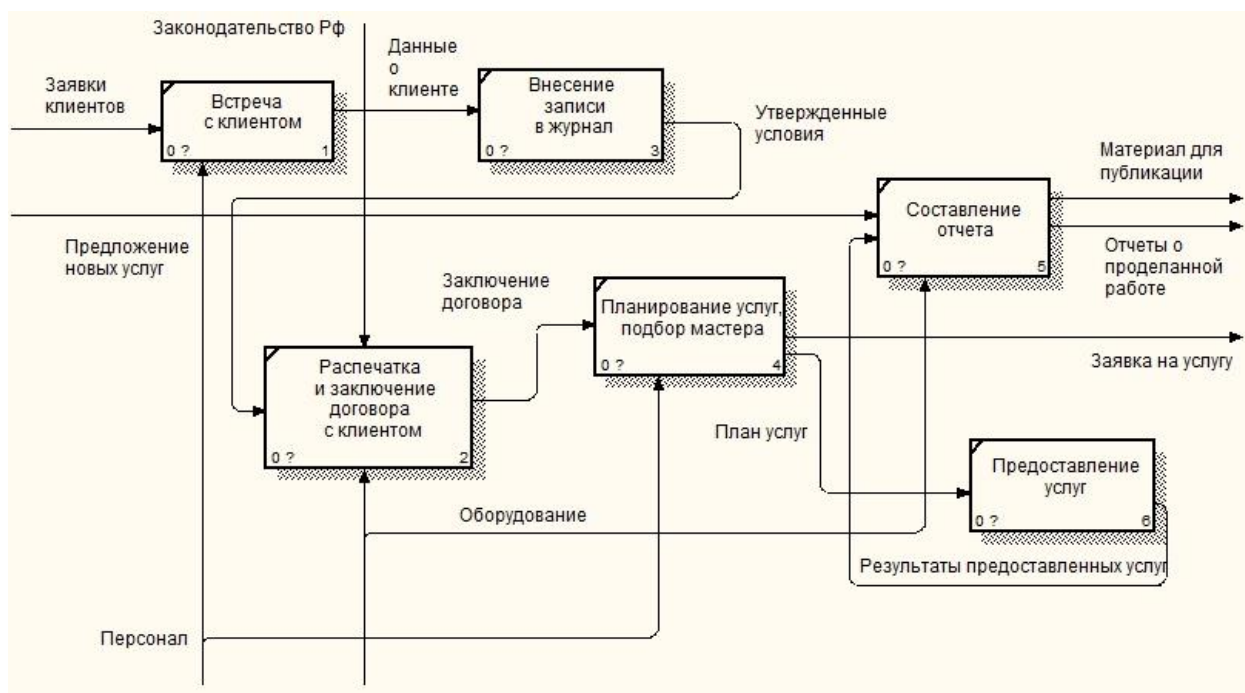 Законодательство Рф
Данные
о
клиенте
Заявки
клиентов
Встреча
с клиентом
0 ?
1
Внесение
записи
в журнал
0 ?
3
Утвержденные
условия
Материал для
публикации
Составление
отчета
0 ?
5
Предложение
новых услуг
Отчеты о
проделанной
работе
Заключение
договора
Планирование услуг,
подбор мастера
0 ?
4
Заявка на услугу
Распечатка
и заключение
договора
с клиентом
0 ?
2
План услуг
Предоставление
услуг
0 ?
6
Оборудование
Результаты предоставленных услуг
Персонал